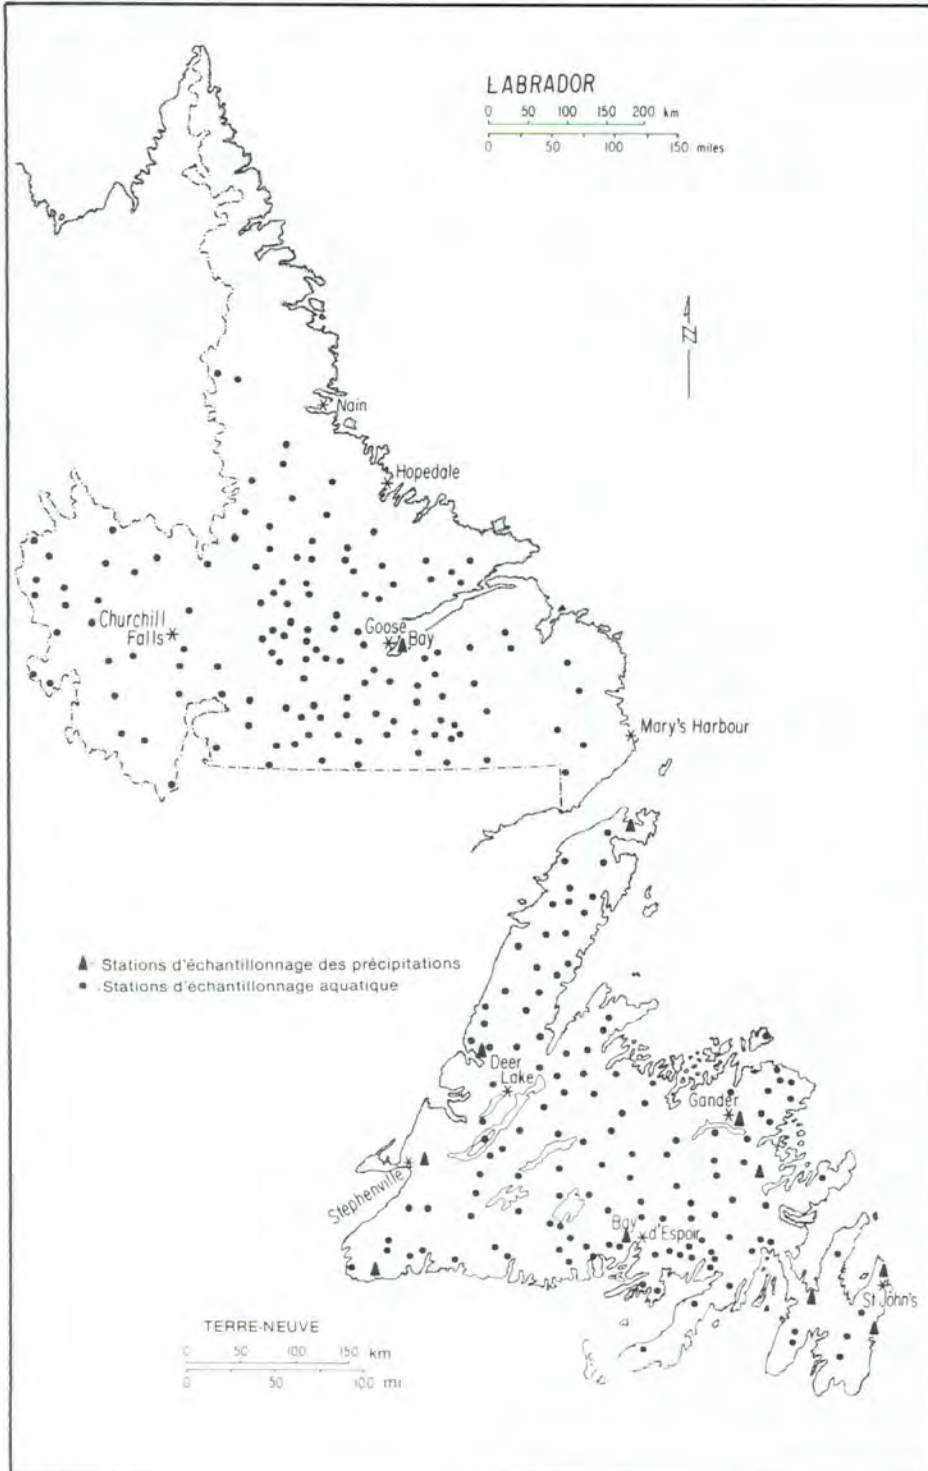 LABRADOR
0 50 100 150 200 km
0 50 100 150 miles
N
Nain
Hopedale
Churchill
Falls
Goose
Bay
Mary's Harbour
Stations d'échantillonnage des précipitations
Stations d'échantillonnage aquatique
Deer
Lake
Gander
Stephenville
Bay
d'Espoir
St John's
TERRE-NEUVE
0 50 100 150 km
0 50 100 mi